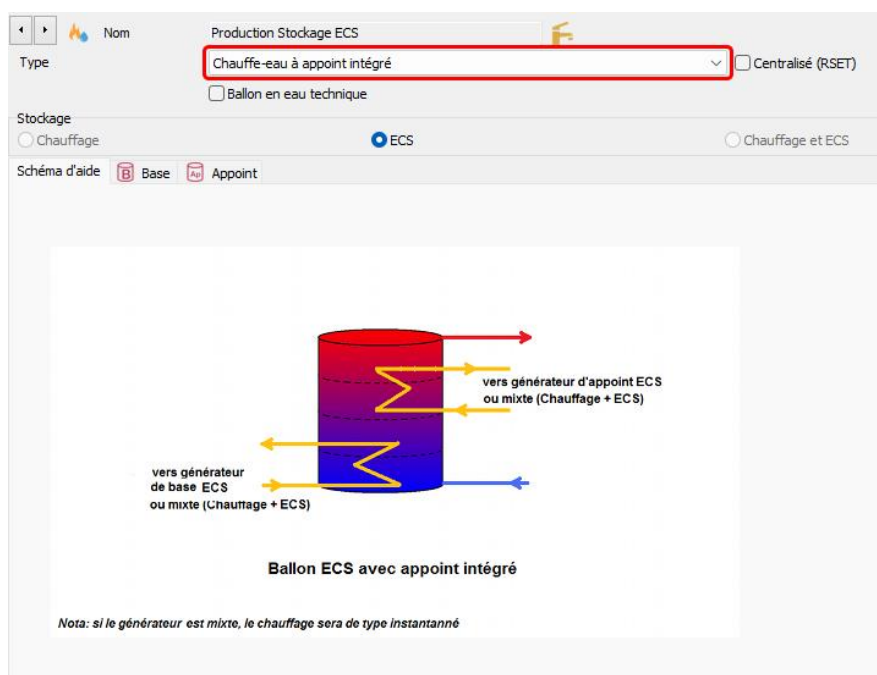 Nom Production Stockage ECS
Type Chauffe-eau à appoint intégré Centralisé (RSET)
Ballon en eau technique
Stockage
Chauffage ECS Chauffage et ECS
Schéma d'aide B Base Ap Appoint
vers générateur d'appoint ECS
ou mixte (Chauffage + ECS)
vers générateur
de base ECS
ou mixte (Chauffage + ECS)
Ballon ECS avec appoint intégré
Nota: si le générateur est mixte, le chauffage sera de type instantanné